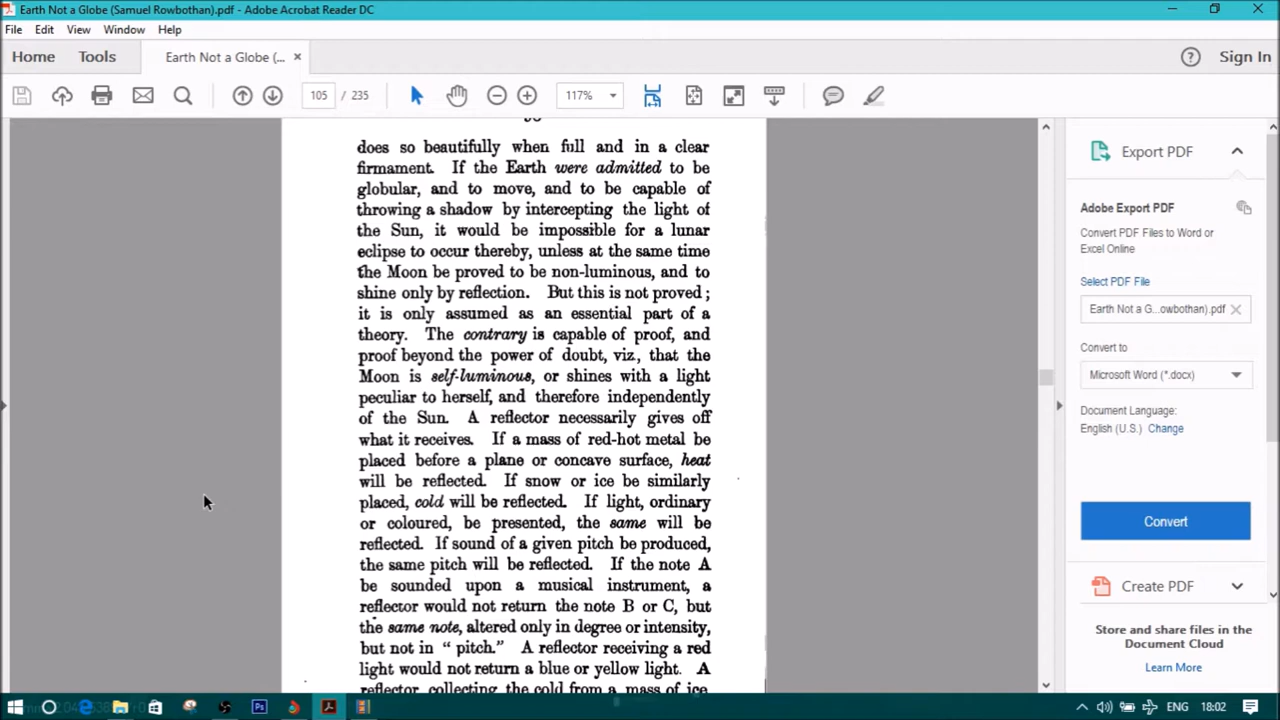 Earth Not a Globe (Samuel Rowbothan).pdf - Adobe Acrobat Reader DC
File Edit View Window Help
Home Tools Earth Not a Globe (... × Sign In
105 / 235 117%
does so beautifully when full and in a clear
firmament. If the Earth were admitted to be
globular, and to move, and to be capable of
throwing a shadow by intercepting the light of
the Sun, it would be impossible for a lunar
eclipse to occur thereby, unless at the same time
the Moon be proved to be non-luminous, and to
shine only by reflection. But this is not proved ;
it is only assumed as an essential part of a
theory. The contrary is capable of proof, and
proof beyond the power of doubt, viz., that the
Moon is self-luminous, or shines with a light
peculiar to herself, and therefore independently
of the Sun. A reflector necessarily gives off
what it receives. If a mass of red-hot metal be
placed before a plane or concave surface, heat
will be reflected. If snow or ice be similarly
placed, cold will be reflected. If light, ordinary
or coloured, be presented, the same will be
reflected. If sound of a given pitch be produced,
the same pitch will be reflected. If the note A
be sounded upon a musical instrument, a
reflector would not return the note B or C, but
the same note, altered only in degree or intensity,
but not in " pitch." A reflector receiving a red
light would not return a blue or yellow light. A
reflector collecting the cold from a mass of ice,
Export PDF
Adobe Export PDF
Convert PDF Files to Word or
Excel Online
Select PDF File
Earth Not a G...owbothan).pdf
Convert to
Microsoft Word (*.docx)
Document Language:
English (U.S.) Change
Convert
Create PDF
Store and share files in the
Document Cloud
Learn More
ENG 18:02